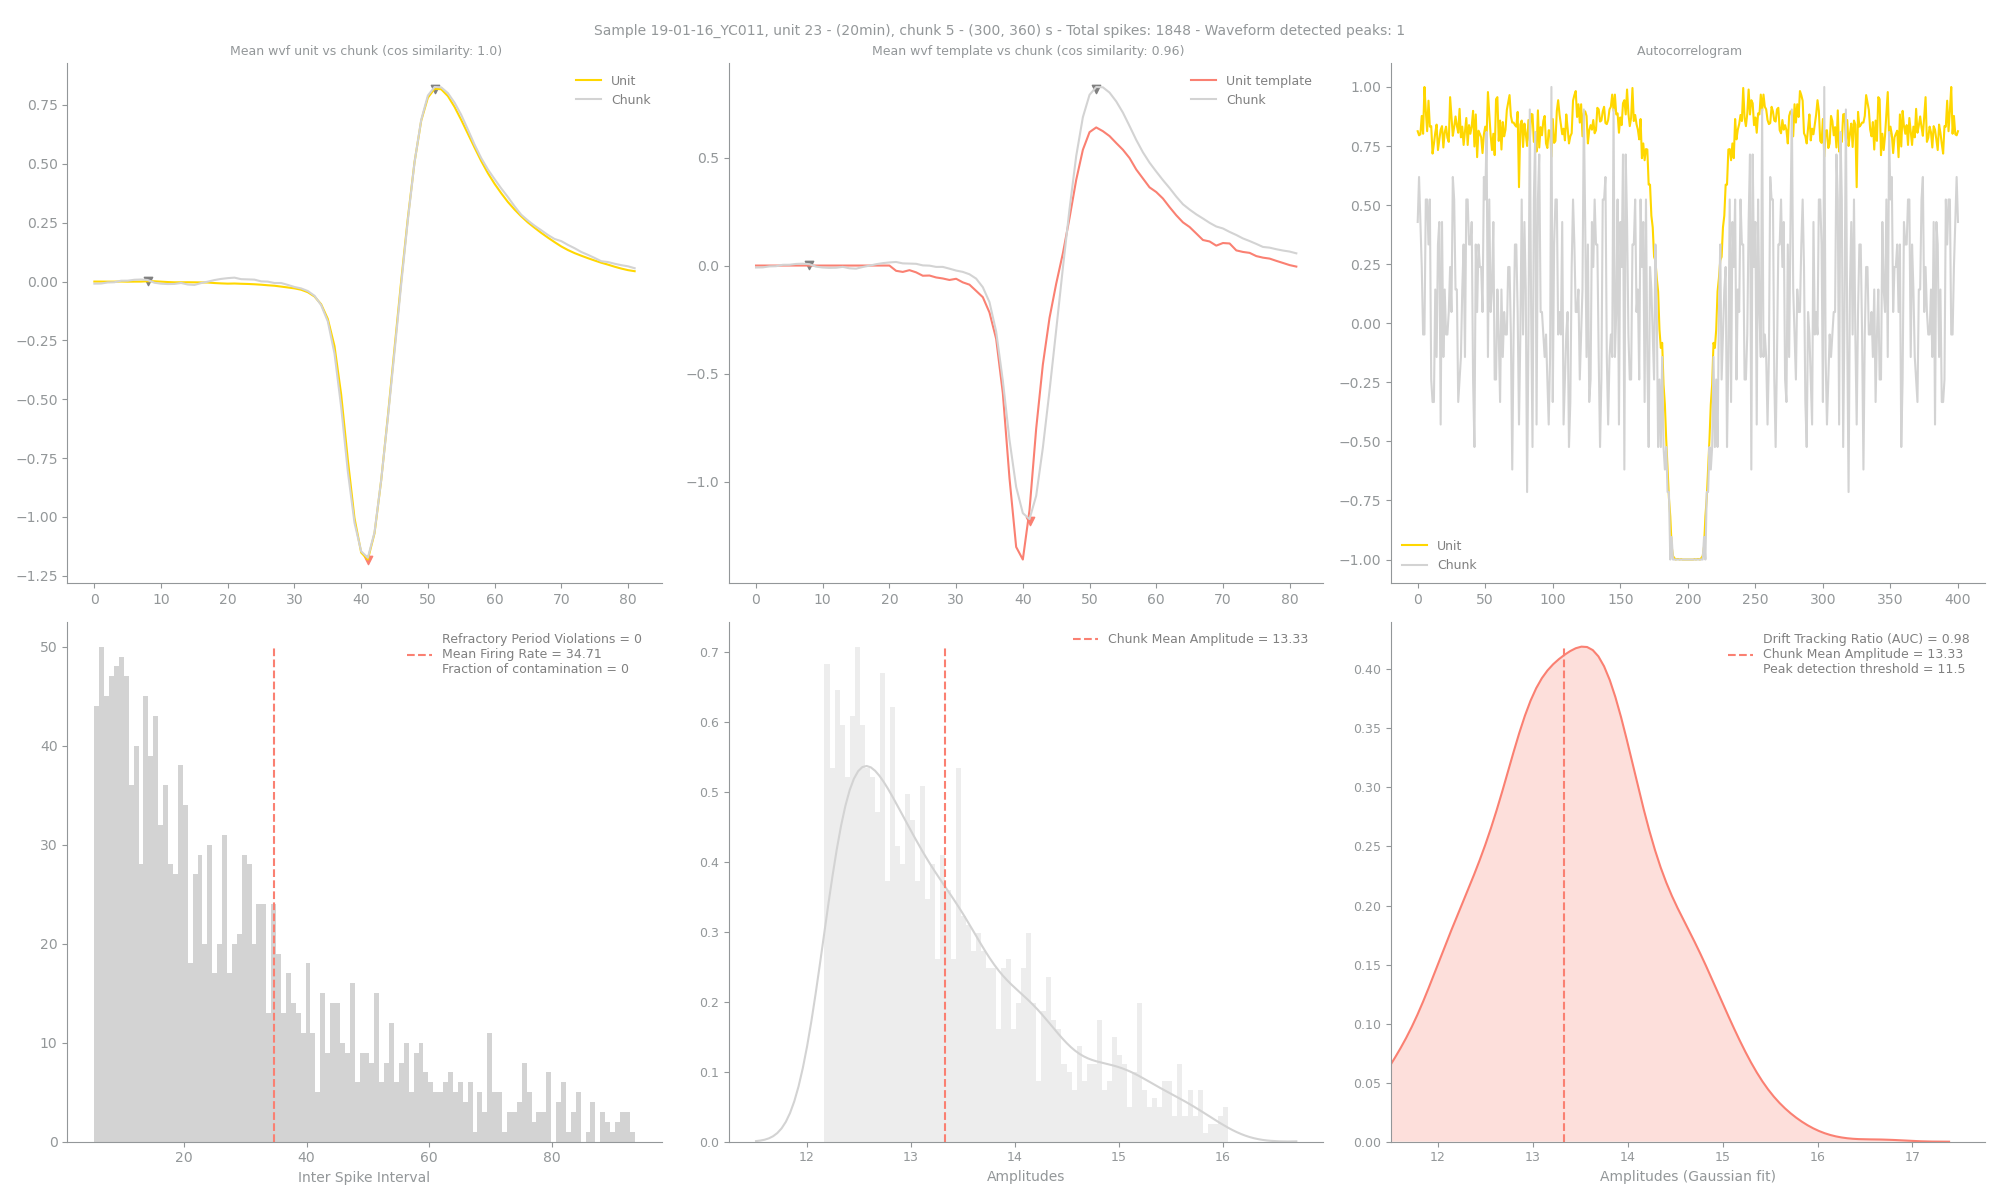 Sample 19-01-16_YC011, unit 23 - (20min), chunk 5 - (300, 360) s - Total spikes: 1848 - Waveform detected peaks: 1
Mean wvf unit vs chunk (cos similarity: 1.0)
Unit
Chunk
0.75
0.50
0.25
0.00
−0.25
−0.50
−0.75
−1.00
−1.25
0 10 20 30 40 50 60 70 80
Mean wvf template vs chunk (cos similarity: 0.96)
Unit template
Chunk
0.5
0.0
−0.5
−1.0
0 10 20 30 40 50 60 70 80
Autocorrelogram
1.00
0.75
0.50
0.25
0.00
−0.25
−0.50
−0.75
−1.00
Unit
Chunk
0 50 100 150 200 250 300 350 400
Refractory Period Violations = 0
Mean Firing Rate = 34.71
Fraction of contamination = 0
50
40
30
20
10
0
20 40 60 80
Inter Spike Interval
Chunk Mean Amplitude = 13.33
0.7
0.6
0.5
0.4
0.3
0.2
0.1
0.0
12 13 14 15 16
Amplitudes
Drift Tracking Ratio (AUC) = 0.98
Chunk Mean Amplitude = 13.33
Peak detection threshold = 11.5
0.40
0.35
0.30
0.25
0.20
0.15
0.10
0.05
0.00
12 13 14 15 16 17
Amplitudes (Gaussian fit)